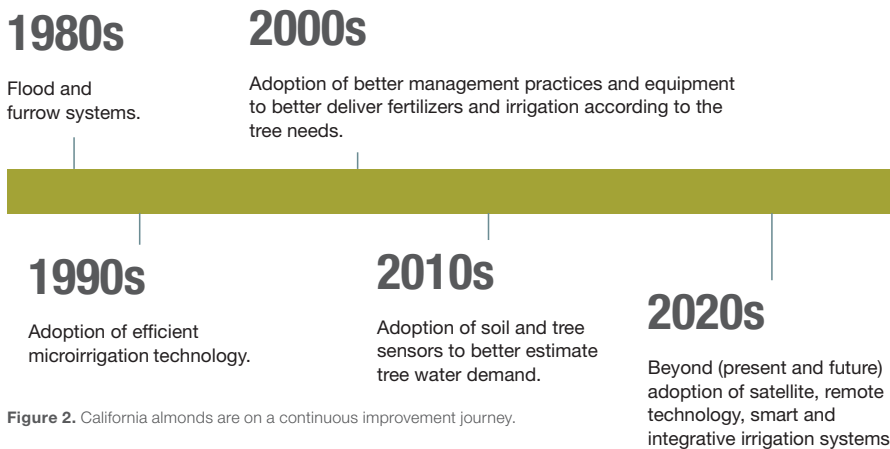 1980s
Flood and
furrow systems.
2000s
Adoption of better management practices and equipment
to better deliver fertilizers and irrigation according to the
tree needs.
1990s
Adoption of efficient
microirrigation technology.
2010s
Adoption of soil and tree
sensors to better estimate
tree water demand.
2020s
Beyond (present and future)
adoption of satellite, remote
technology, smart and
integrative irrigation systems
Figure 2. California almonds are on a continuous improvement journey.